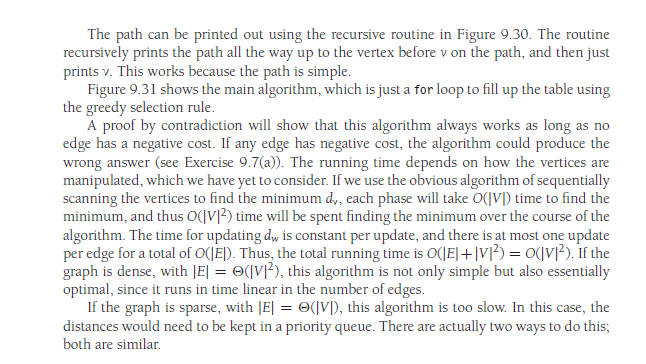 The path can be printed out using the recursive routine in Figure 9.30. The routine
recursively prints the path all the way up to the vertex before v on the path, and then just
prints v. This works because the path is simple.
Figure 9.31 shows the main algorithm, which is just a for loop to fill up the table using
the greedy selection rule.
A proof by contradiction will show that this algorithm always works as long as no
edge has a negative cost. If any edge has negative cost, the algorithm could produce the
wrong answer (see Exercise 9.7(a)). The running time depends on how the vertices are
manipulated, which we have yet to consider. If we use the obvious algorithm of sequentially
scanning the vertices to find the minimum dᵥ, each phase will take O(|V|) time to find the
minimum, and thus O(|V|²) time will be spent finding the minimum over the course of the
algorithm. The time for updating d_w is constant per update, and there is at most one update
per edge for a total of O(|E|). Thus, the total running time is O(|E|+|V|²) = O(|V|²). If the
graph is dense, with |E| = Θ(|V|²), this algorithm is not only simple but also essentially
optimal, since it runs in time linear in the number of edges.
If the graph is sparse, with |E| = Θ(|V|), this algorithm is too slow. In this case, the
distances would need to be kept in a priority queue. There are actually two ways to do this;
both are similar.